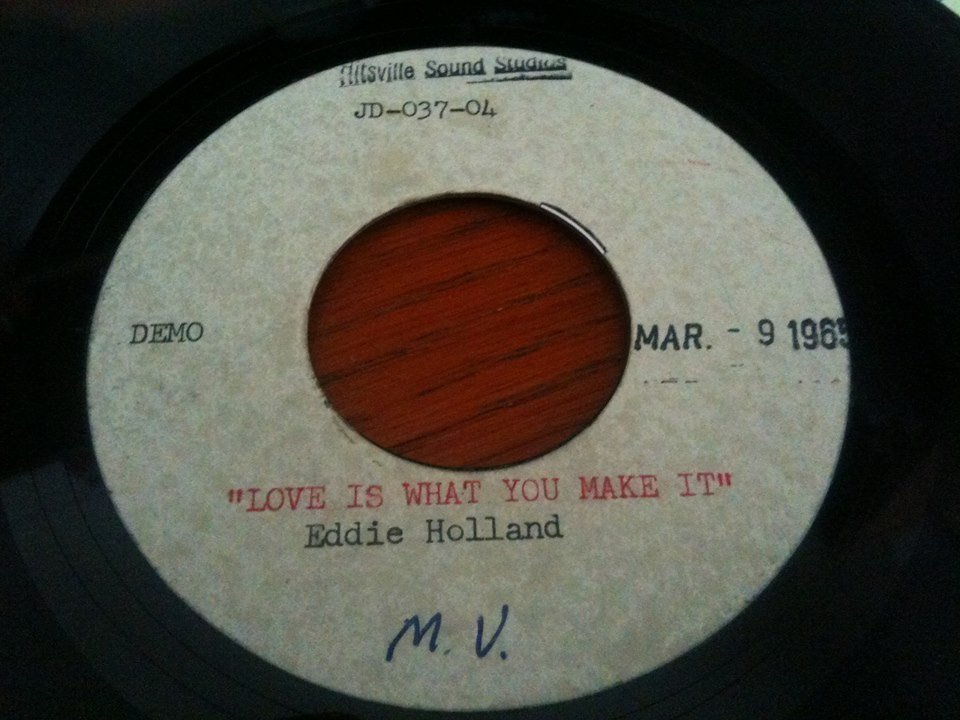 Hitsville Sound Studios
JD-037-04
DEMO
MAR. - 9 1965
"LOVE IS WHAT YOU MAKE IT"
Eddie Holland
M.V.